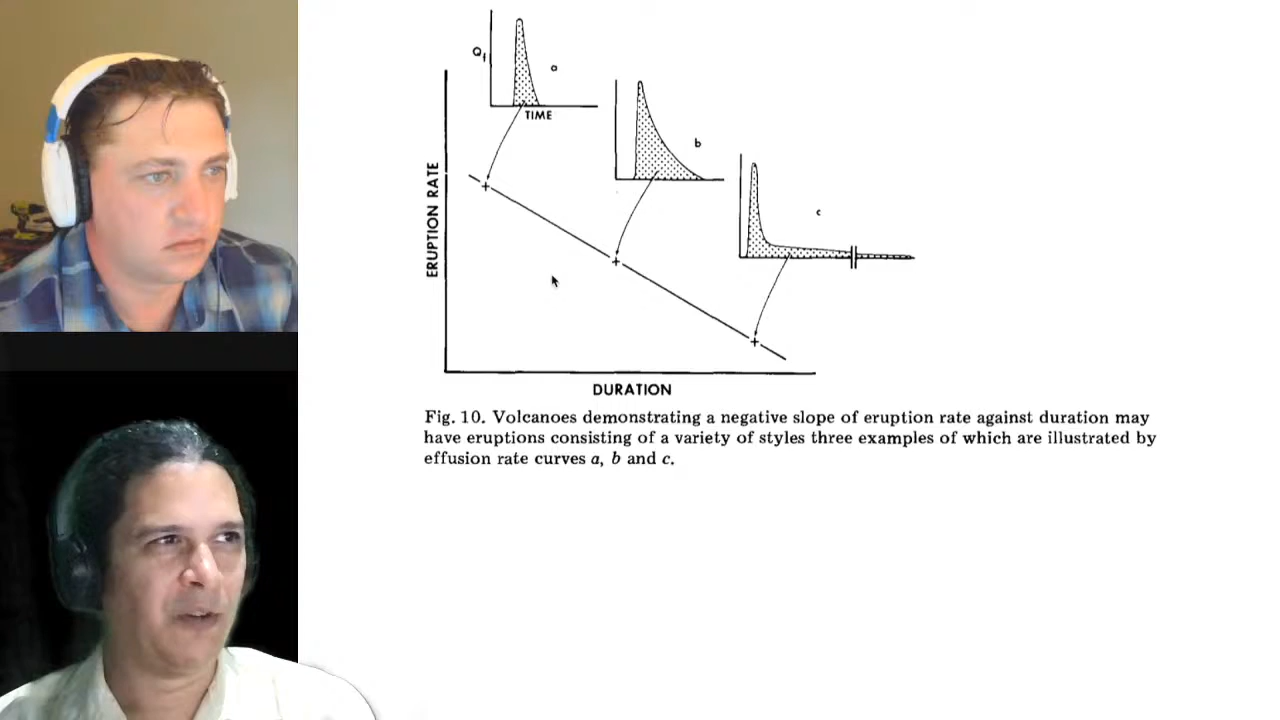 Qf
a
TIME
b
c
ERUPTION RATE
DURATION
Fig. 10. Volcanoes demonstrating a negative slope of eruption rate against duration may
have eruptions consisting of a variety of styles three examples of which are illustrated by
effusion rate curves a, b and c.